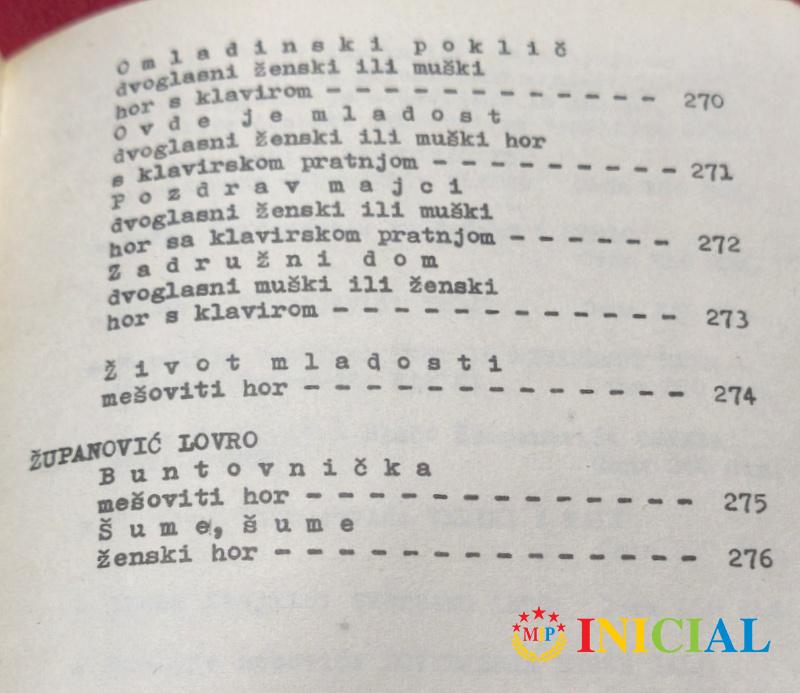 O m l a d i n s k i  p o k l i č
dvoglasni ženski ili muški
hor s klavirom - - - - - - - - - - - - 270
O v d e  j e  m l a d o s t
dvoglasni ženski ili muški hor
s klavirskom pratnjom - - - - - - - - - 271
P o z d r a v  m a j c i
dvoglasni ženski ili muški
hor sa klavirskom pratnjom - - - - - - 272
Z a d r u ž n i  d o m
dvoglasni muški ili ženski
hor s klavirom - - - - - - - - - - - - 273
Ž i v o t  m l a d o s t i
mešoviti hor - - - - - - - - - - - - - 274
ŽUPANOVIĆ LOVRO
B u n t o v n i č k a
mešoviti hor - - - - - - - - - - - - - 275
Š u m e, š u m e
ženski hor - - - - - - - - - - - - - - 276
MIP INICIAL